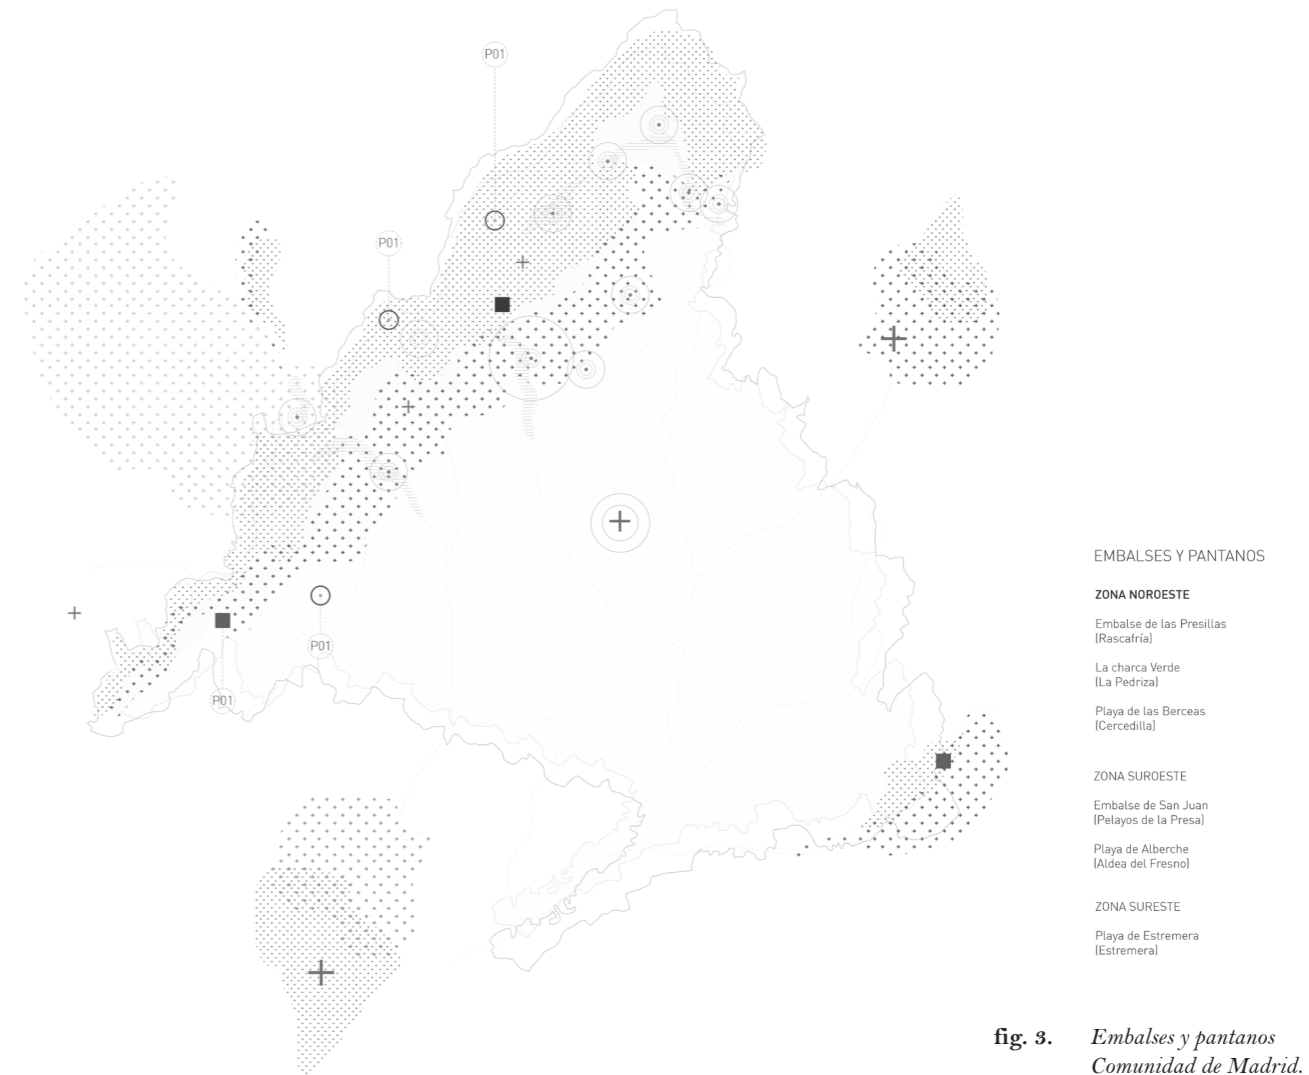 P01
P01
P01
P01
EMBALSES Y PANTANOS
ZONA NOROESTE
Embalse de las Presillas
(Rascafría)
La charca Verde
(La Pedriza)
Playa de las Berceas
(Cercedilla)
ZONA SUROESTE
Embalse de San Juan
(Pelayos de la Presa)
Playa de Alberche
(Aldea del Fresno)
ZONA SURESTE
Playa de Estremera
(Estremera)
fig. 3. Embalses y pantanos
Comunidad de Madrid.